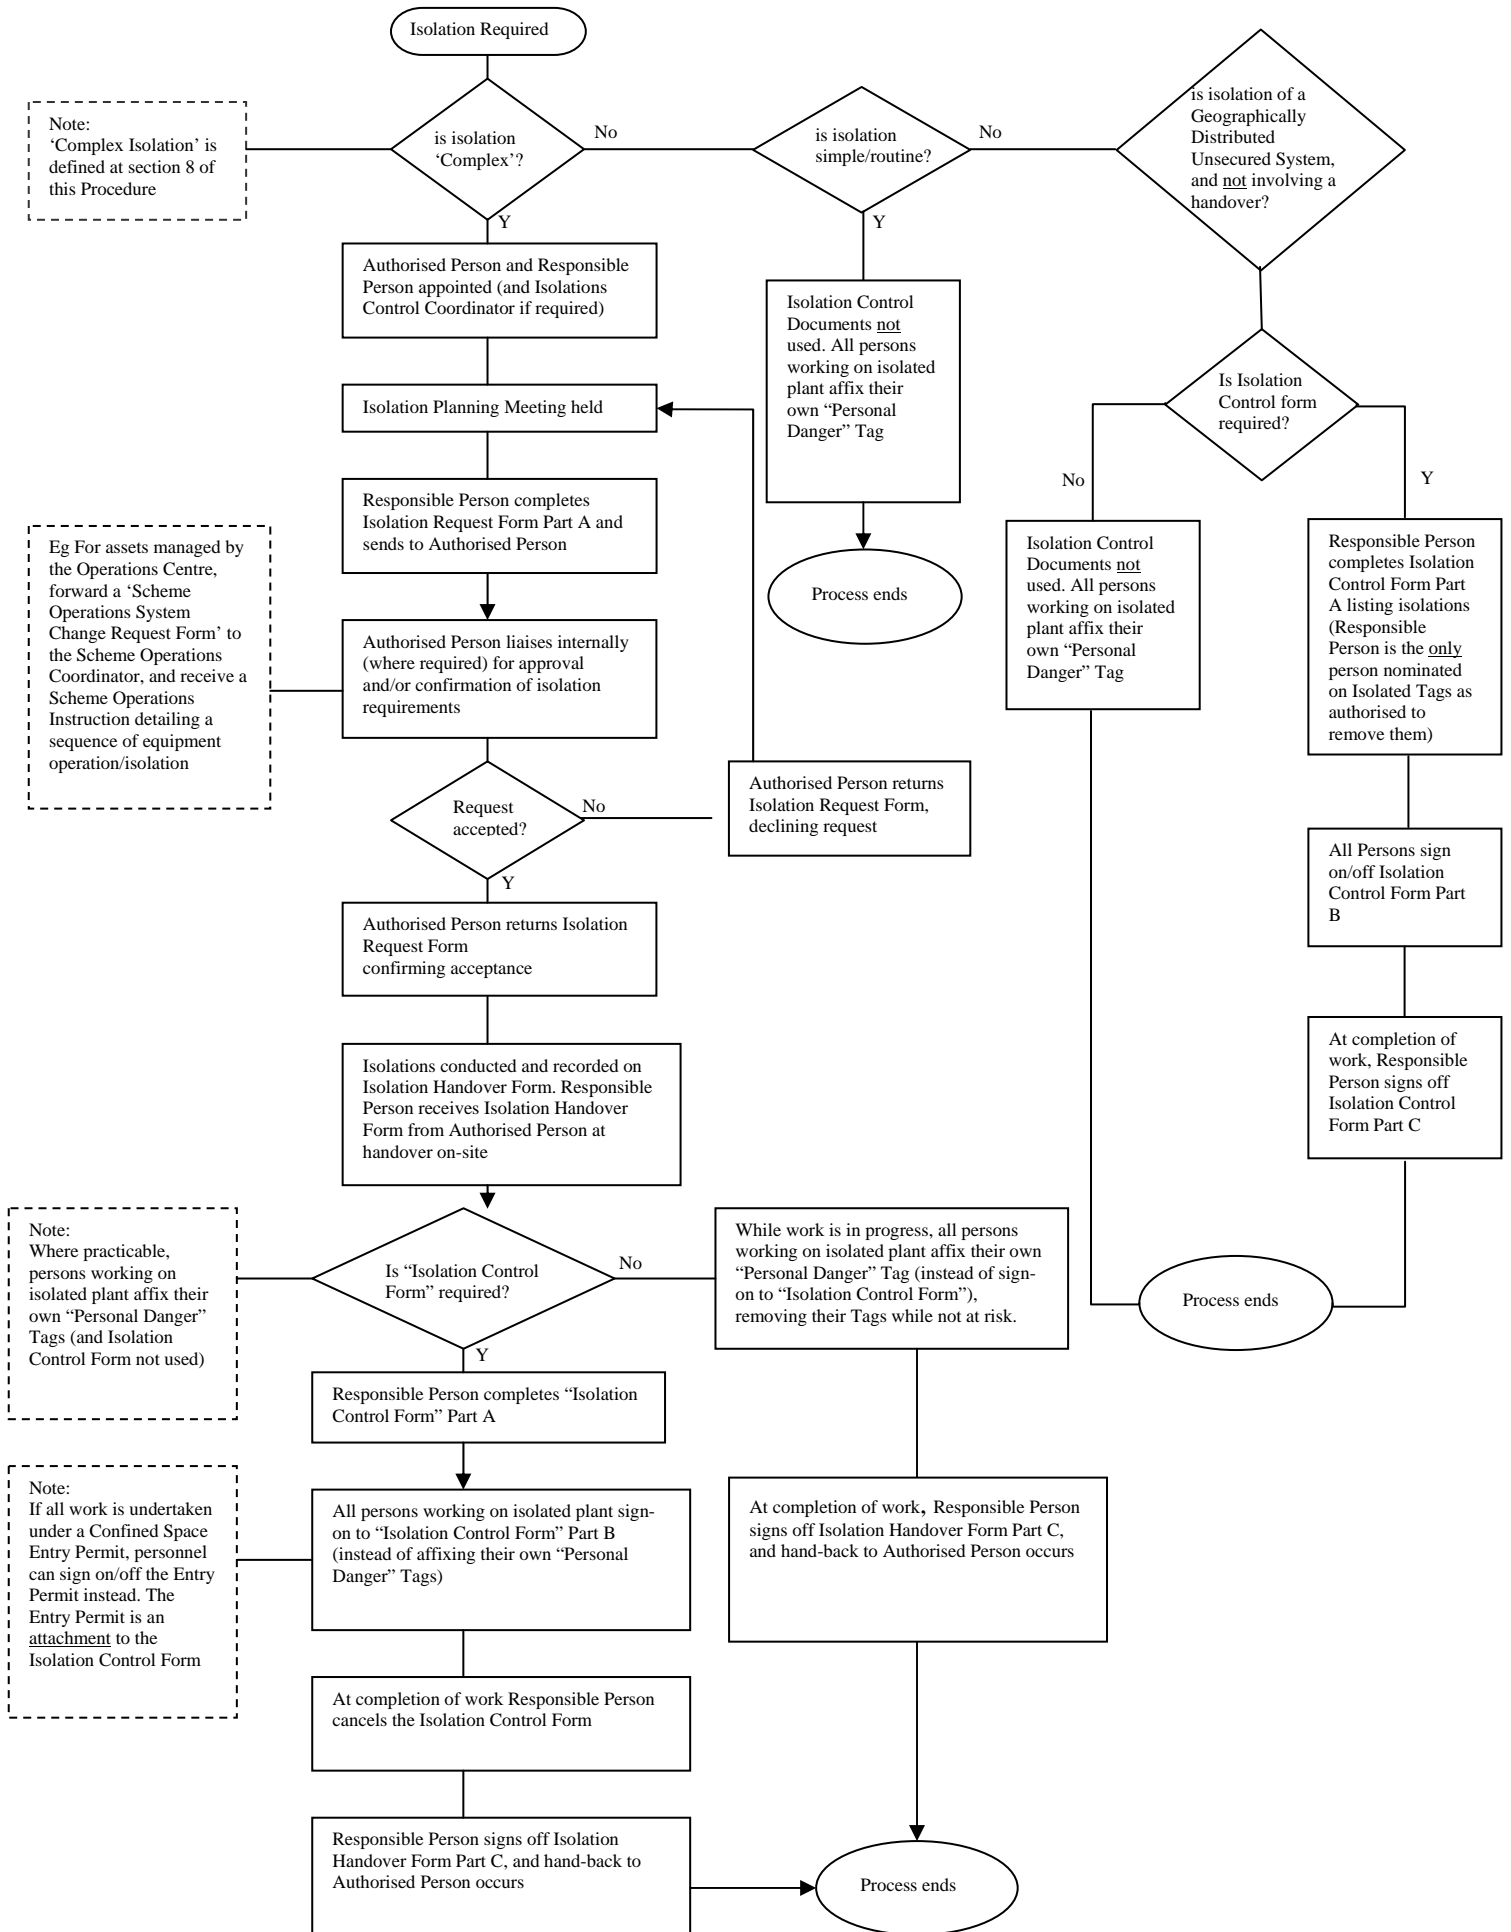 Isolation Required
Note:
‘Complex Isolation’ is
defined at section 8 of
this Procedure
is isolation
‘Complex’?
No
Y
is isolation
simple/routine?
No
Y
is isolation of a
Geographically
Distributed
Unsecured System,
and not involving a
handover?
Authorised Person and Responsible
Person appointed (and Isolations
Control Coordinator if required)
Isolation Control
Documents not
used. All persons
working on isolated
plant affix their
own “Personal
Danger” Tag
Process ends
Is Isolation
Control form
required?
No
Y
Isolation Planning Meeting held
Responsible Person completes
Isolation Request Form Part A and
sends to Authorised Person
Isolation Control
Documents not
used. All persons
working on isolated
plant affix their
own “Personal
Danger” Tag
Responsible Person
completes Isolation
Control Form Part
A listing isolations
(Responsible
Person is the only
person nominated
on Isolated Tags as
authorised to
remove them)
Eg For assets managed by
the Operations Centre,
forward a ‘Scheme
Operations System
Change Request Form’ to
the Scheme Operations
Coordinator, and receive a
Scheme Operations
Instruction detailing a
sequence of equipment
operation/isolation
Authorised Person liaises internally
(where required) for approval
and/or confirmation of isolation
requirements
Request
accepted?
No
Y
Authorised Person returns
Isolation Request Form,
declining request
All Persons sign
on/off Isolation
Control Form Part
B
Authorised Person returns Isolation
Request Form
confirming acceptance
At completion of
work, Responsible
Person signs off
Isolation Control
Form Part C
Isolations conducted and recorded on
Isolation Handover Form. Responsible
Person receives Isolation Handover
Form from Authorised Person at
handover on-site
Process ends
Note:
Where practicable,
persons working on
isolated plant affix their
own “Personal Danger”
Tags (and Isolation
Control Form not used)
Is “Isolation Control
Form” required?
No
Y
While work is in progress, all persons
working on isolated plant affix their own
“Personal Danger” Tag (instead of sign-
on to “Isolation Control Form”),
removing their Tags while not at risk.
Responsible Person completes “Isolation
Control Form” Part A
Note:
If all work is undertaken
under a Confined Space
Entry Permit, personnel
can sign on/off the Entry
Permit instead. The
Entry Permit is an
attachment to the
Isolation Control Form
All persons working on isolated plant sign-
on to “Isolation Control Form” Part B
(instead of affixing their own “Personal
Danger” Tags)
At completion of work, Responsible Person
signs off Isolation Handover Form Part C,
and hand-back to Authorised Person occurs
At completion of work Responsible Person
cancels the Isolation Control Form
Responsible Person signs off Isolation
Handover Form Part C, and hand-back to
Authorised Person occurs
Process ends